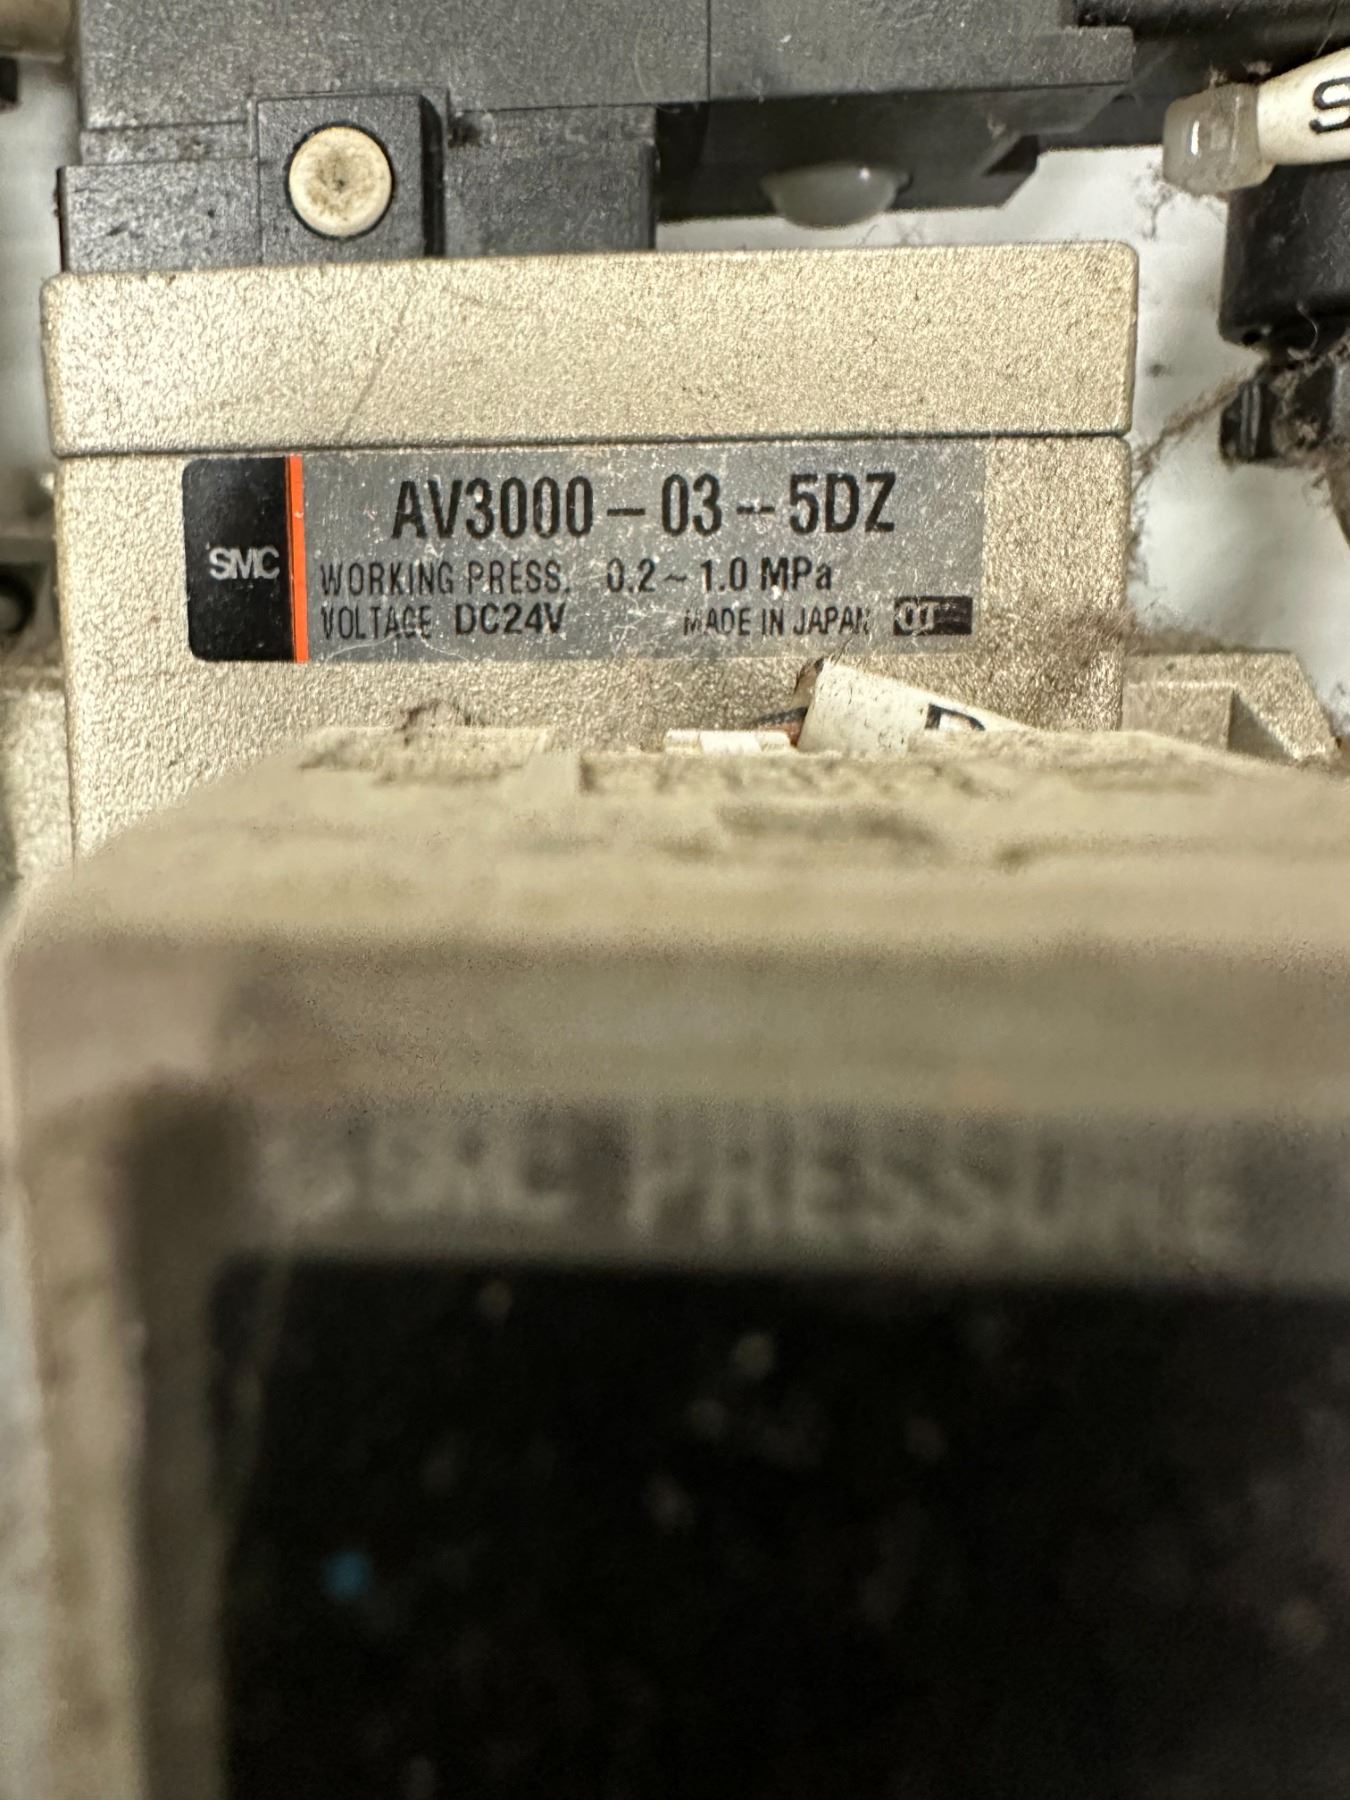 S
SMC
AV3000-03-5DZ
WORKING PRESS. 0.2~1.0 MPa
VOLTAGE DC24V MADE IN JAPAN
PRESSURE